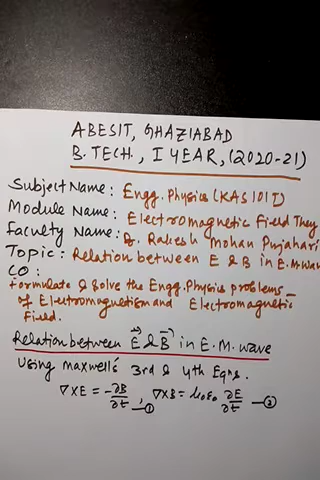 ABESIT, GHAZIABAD
B.TECH., I YEAR, (2020-21)
Subject Name: Engg. Physics (KAS101T)
Module Name: Electromagnetic Field They
Faculty Name: Dr. Rakesh Mohan Pujahari
Topic: Relation between E & B in E.M.wave
CO:
Formulate & Solve the Engg. Physics problems
of Electromagnetism and Electromagnetic
Field.
Relation between E⃗ & B⃗ in E.M. wave
Using Maxwell's 3rd & 4th Eqns.
∇XE = -∂B/∂t —①, ∇XB = μ₀ε₀ ∂E/∂t —②